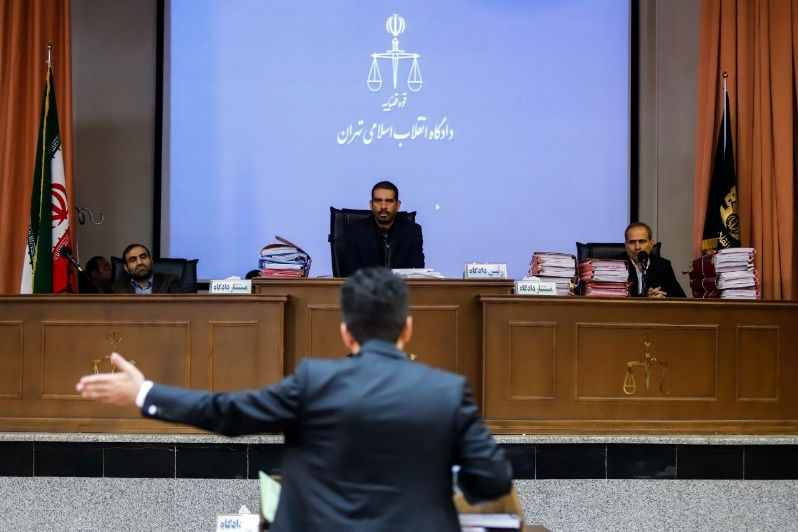 قوه قضاییه
دادگاه انقلاب اسلامی تهران
رئیس دادگاه
مستشار دادگاه
مستشار دادگاه